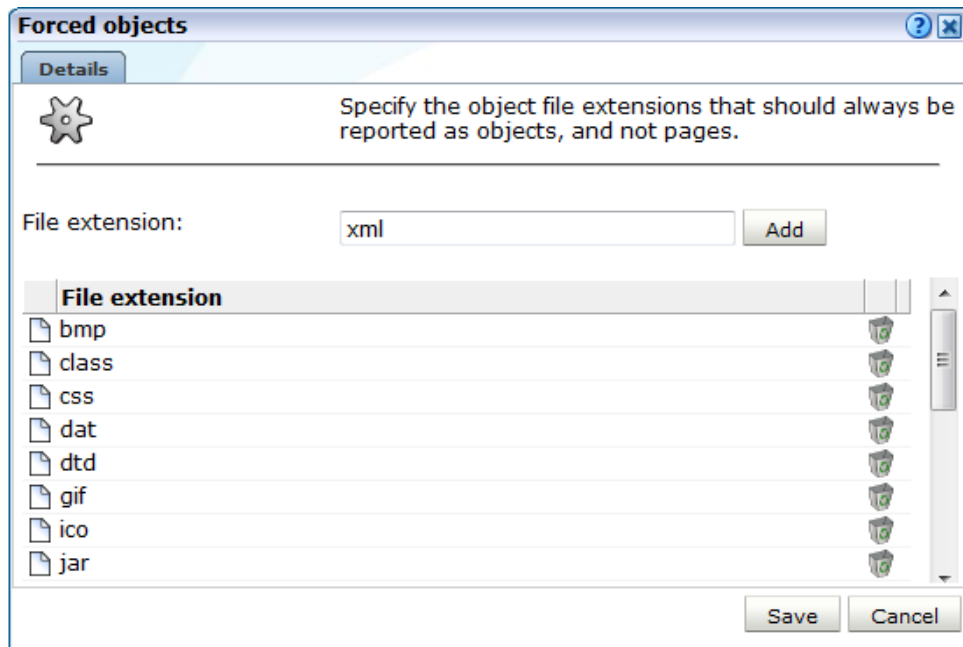 Forced objects
Details
Specify the object file extensions that should always be
reported as objects, and not pages.
File extension: xml Add
File extension
bmp
class
css
dat
dtd
gif
ico
jar
Save Cancel